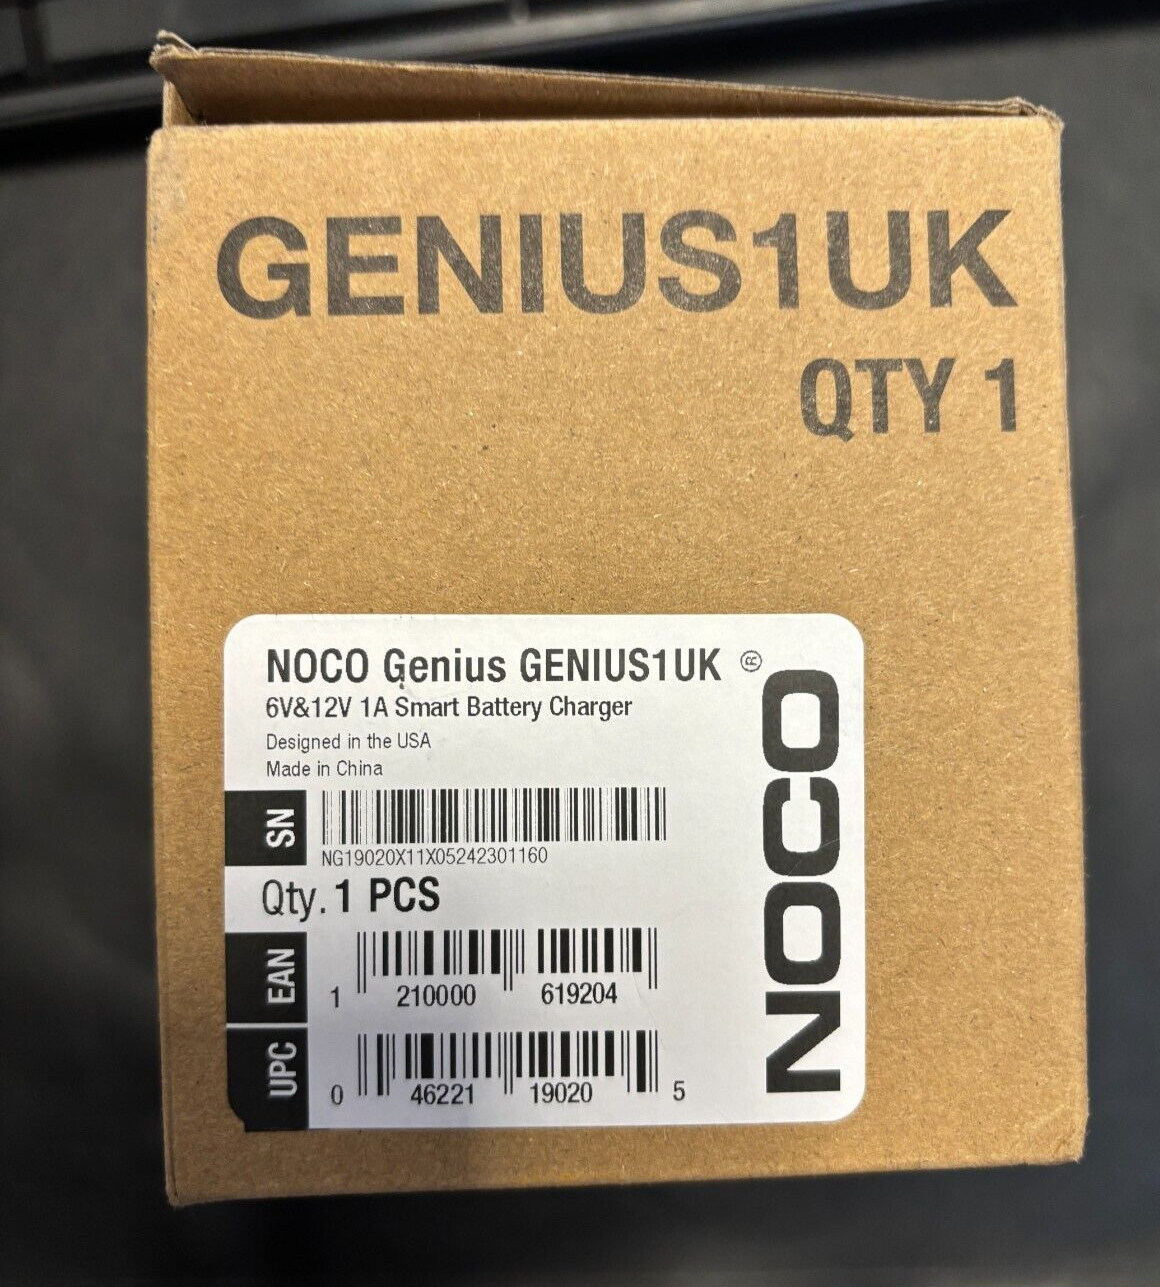 GENIUS1UK
QTY 1
NOCO Genius GENIUS1UK ®
6V&12V 1A Smart Battery Charger
Designed in the USA
Made in China
SN
NG19020X11X05242301160
Qty. 1 PCS
EAN
1 210000 619204
UPC
0 46221 19020 5
NOCO